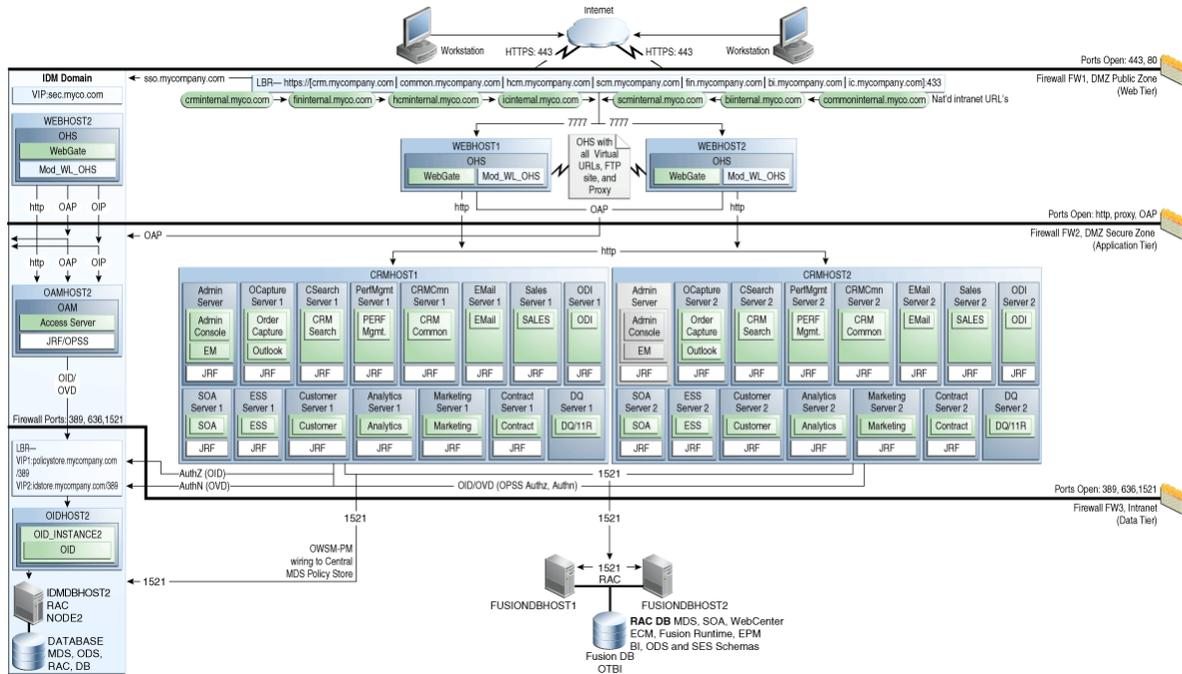 Internet
Workstation
HTTPS: 443
HTTPS: 443
Workstation
Ports Open: 443, 80
Firewall FW1, DMZ Public Zone
(Web Tier)
IDM Domain
sso.mycompany.com
LBR— https://[crm.mycompany.com | common.mycompany.com | hcm.mycompany.com | scm.mycompany.com | fin.mycompany.com | bi.mycompany.com | ic.mycompany.com]:433
VIP:sec.myco.com
crminternal.myco.com
fininternal.myco.com
hcminternal.myco.com
icinternal.myco.com
scminternal.myco.com
biinternal.myco.com
commoninternal.myco.com
Nat'd intranet URL's
7777
7777
WEBHOST2
OHS
WebGate
Mod_WL_OHS
WEBHOST1
OHS
WebGate
Mod_WL_OHS
OHS with
all Virtual
URLs, FTP
site, and
Proxy
WEBHOST2
OHS
WebGate
Mod_WL_OHS
http
OAP
OIP
http
OAP
http
Ports Open: http, proxy, OAP
Firewall FW2, DMZ Secure Zone
(Application Tier)
OAP
http
OAP
OIP
http
OAMHOST2
OAM
Access Server
JRF/OPSS
OID/
OVD
CRMHOST1
Admin
Server
Admin
Console
EM
JRF
OCapture
Server 1
Order
Capture
Outlook
JRF
CSearch
Server 1
CRM
Search
JRF
PerfMgmt
Server 1
PERF
Mgmt.
JRF
CRMCmn
Server 1
CRM
Common
JRF
EMail
Server 1
EMail
JRF
Sales
Server 1
SALES
JRF
ODI
Server 1
ODI
JRF
SOA
Server 1
SOA
JRF
ESS
Server 1
ESS
JRF
Customer
Server 1
Customer
JRF
Analytics
Server 1
Analytics
JRF
Marketing
Server 1
Marketing
JRF
Contract
Server 1
Contract
JRF
DQ
Server 1
DQ/11R
CRMHOST2
Admin
Server
Admin
Console
EM
JRF
OCapture
Server 2
Order
Capture
Outlook
JRF
CSearch
Server 2
CRM
Search
JRF
PerfMgmt
Server 2
PERF
Mgmt.
JRF
CRMCmn
Server 2
CRM
Common
JRF
EMail
Server 2
EMail
JRF
Sales
Server 2
SALES
JRF
ODI
Server 2
ODI
JRF
SOA
Server 2
SOA
JRF
ESS
Server 2
ESS
JRF
Customer
Server 2
Customer
JRF
Analytics
Server 2
Analytics
JRF
Marketing
Server 2
Marketing
JRF
Contract
Server 2
Contract
JRF
DQ
Server 2
DQ/11R
Firewall Ports: 389, 636,1521
LBR—
VIP1:policystore.mycompany.com
/389
VIP2:idstore.mycompany.com/389
AuthZ (OID)
AuthN (OVD)
1521
OID/OVD (OPSS Authz, Authn)
Ports Open: 389, 636,1521
Firewall FW3, Intranet
(Data Tier)
1521
1521
OIDHOST2
OID_INSTANCE2
OID
OWSM-PM
wiring to Central
MDS Policy Store
1521
IDMDBHOST2
RAC
NODE2
DATABASE
MDS, ODS,
RAC, DB
1521
RAC
FUSIONDBHOST1
FUSIONDBHOST2
RAC DB MDS, SOA, WebCenter
ECM, Fusion Runtime, EPM
BI, ODS and SES Schemas
Fusion DB
OTBI